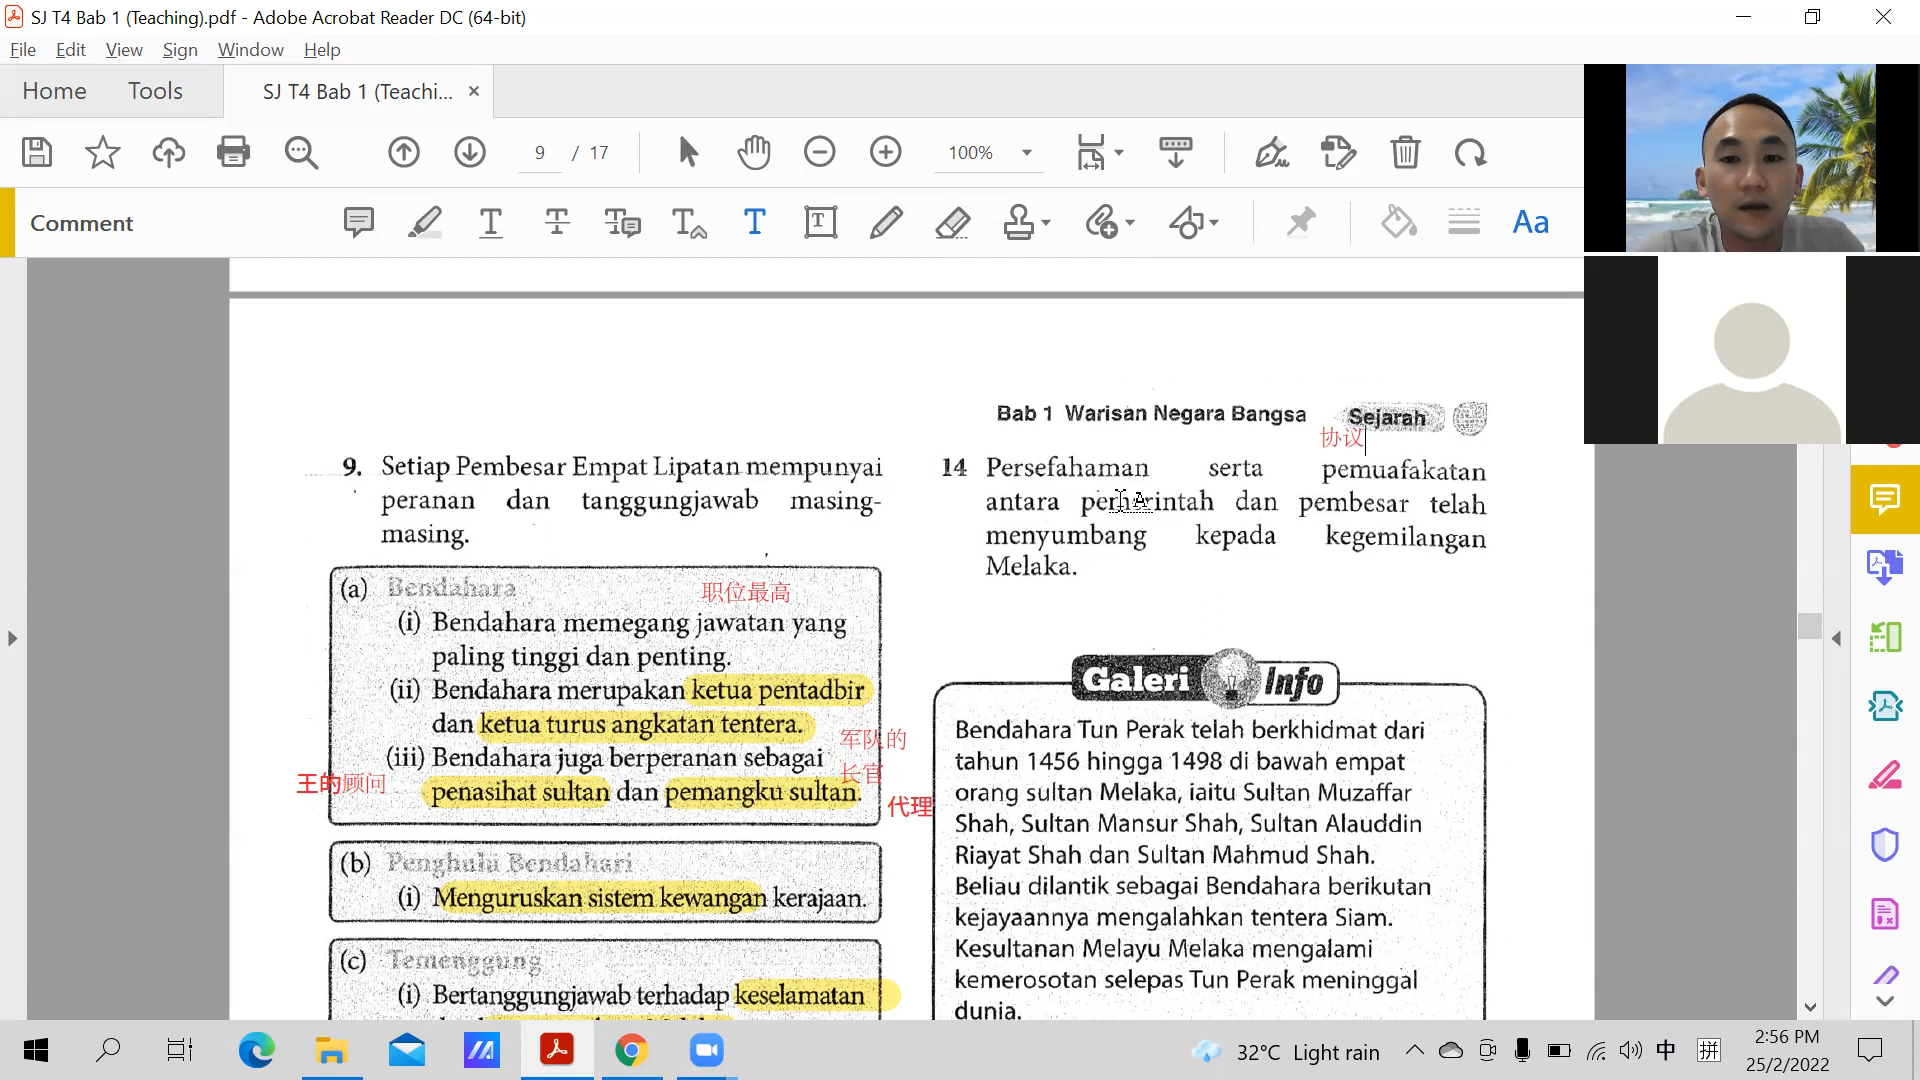 SJ T4 Bab 1 (Teaching).pdf - Adobe Acrobat Reader DC (64-bit)
File Edit View Sign Window Help
Home Tools SJ T4 Bab 1 (Teachi... ×
9 / 17 100%
Comment
Aa
Bab 1 Warisan Negara Bangsa Sejarah
协议
9. Setiap Pembesar Empat Lipatan mempunyai
peranan dan tanggungjawab masing-
masing.
(a) Bendahara
职位最高
(i) Bendahara memegang jawatan yang
paling tinggi dan penting.
(ii) Bendahara merupakan ketua pentadbir
dan ketua turus angkatan tentera.
军队的
长官
(iii) Bendahara juga berperanan sebagai
王的顾问
penasihat sultan dan pemangku sultan.
代理
(b) Penghulu Bendahari
(i) Menguruskan sistem kewangan kerajaan.
(c) Temenggung
(i) Bertanggungjawab terhadap keselamatan
14 Persefahaman serta pemuafakatan
antara pemerintah dan pembesar telah
menyumbang kepada kegemilangan
Melaka.
Galeri Info
Bendahara Tun Perak telah berkhidmat dari
tahun 1456 hingga 1498 di bawah empat
orang sultan Melaka, iaitu Sultan Muzaffar
Shah, Sultan Mansur Shah, Sultan Alauddin
Riayat Shah dan Sultan Mahmud Shah.
Beliau dilantik sebagai Bendahara berikutan
kejayaannya mengalahkan tentera Siam.
Kesultanan Melayu Melaka mengalami
kemerosotan selepas Tun Perak meninggal
dunia.
32°C Light rain
中
拼
2:56 PM
25/2/2022